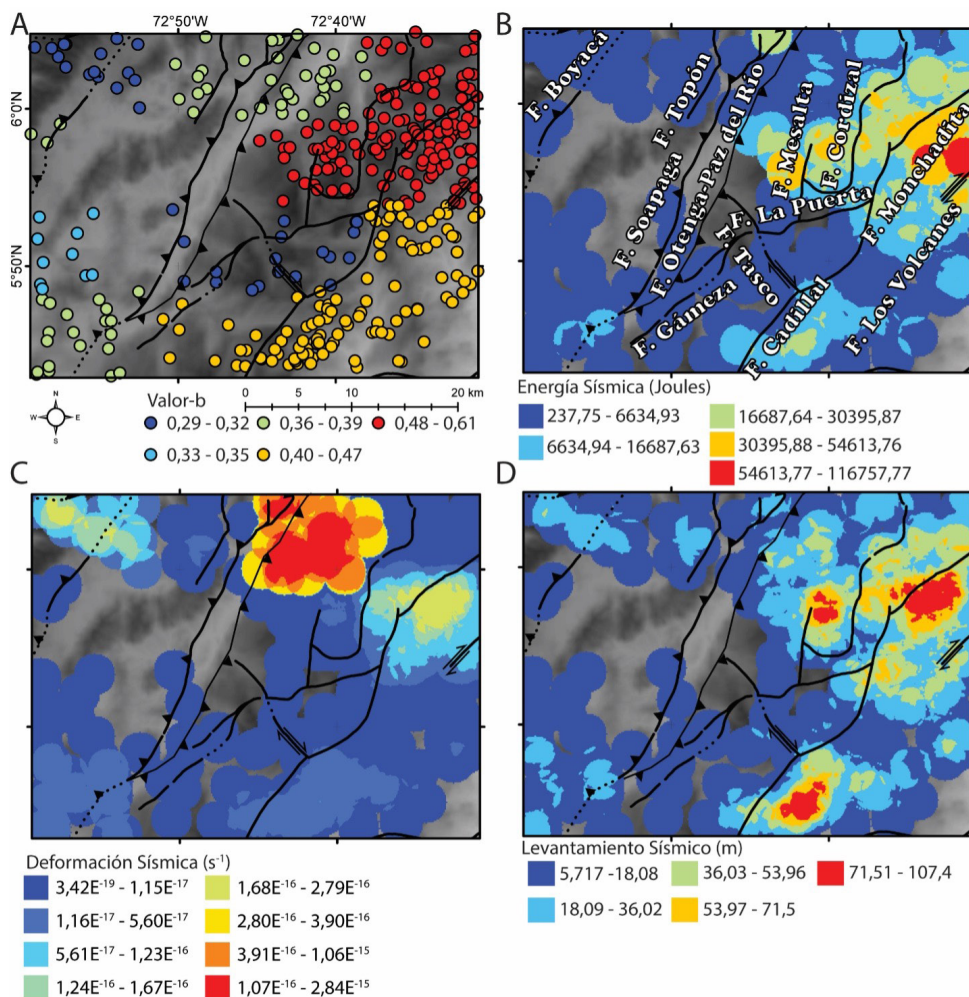 A
72°50'W
72°40'W
6°0'N
5°50'N
N
W
E
S
0
5
10
20 km
Valor-b
0,29 - 0,32
0,36 - 0,39
0,48 - 0,61
0,33 - 0,35
0,40 - 0,47
B
F. Boyacá
F. Topón
F. Soapaga
F. Otenga-Paz del Río
F. Mesalta
F. Cordizal
F. Monchadita
F. La Puerta
F. Tasco
F. Gámeza
F. Cadillal
F. Los Volcanes
Energía Sísmica (Joules)
237,75 - 6634,93
16687,64 - 30395,87
6634,94 - 16687,63
30395,88 - 54613,76
54613,77 - 116757,77
C
Deformación Sísmica (s⁻¹)
3,42E⁻¹⁹ - 1,15E⁻¹⁷
1,68E⁻¹⁶ - 2,79E⁻¹⁶
1,16E⁻¹⁷ - 5,60E⁻¹⁷
2,80E⁻¹⁶ - 3,90E⁻¹⁶
5,61E⁻¹⁷ - 1,23E⁻¹⁶
3,91E⁻¹⁶ - 1,06E⁻¹⁵
1,24E⁻¹⁶ - 1,67E⁻¹⁶
1,07E⁻¹⁶ - 2,84E⁻¹⁵
D
Levantamiento Sísmico (m)
5,717 -18,08
36,03 - 53,96
71,51 - 107,4
18,09 - 36,02
53,97 - 71,5